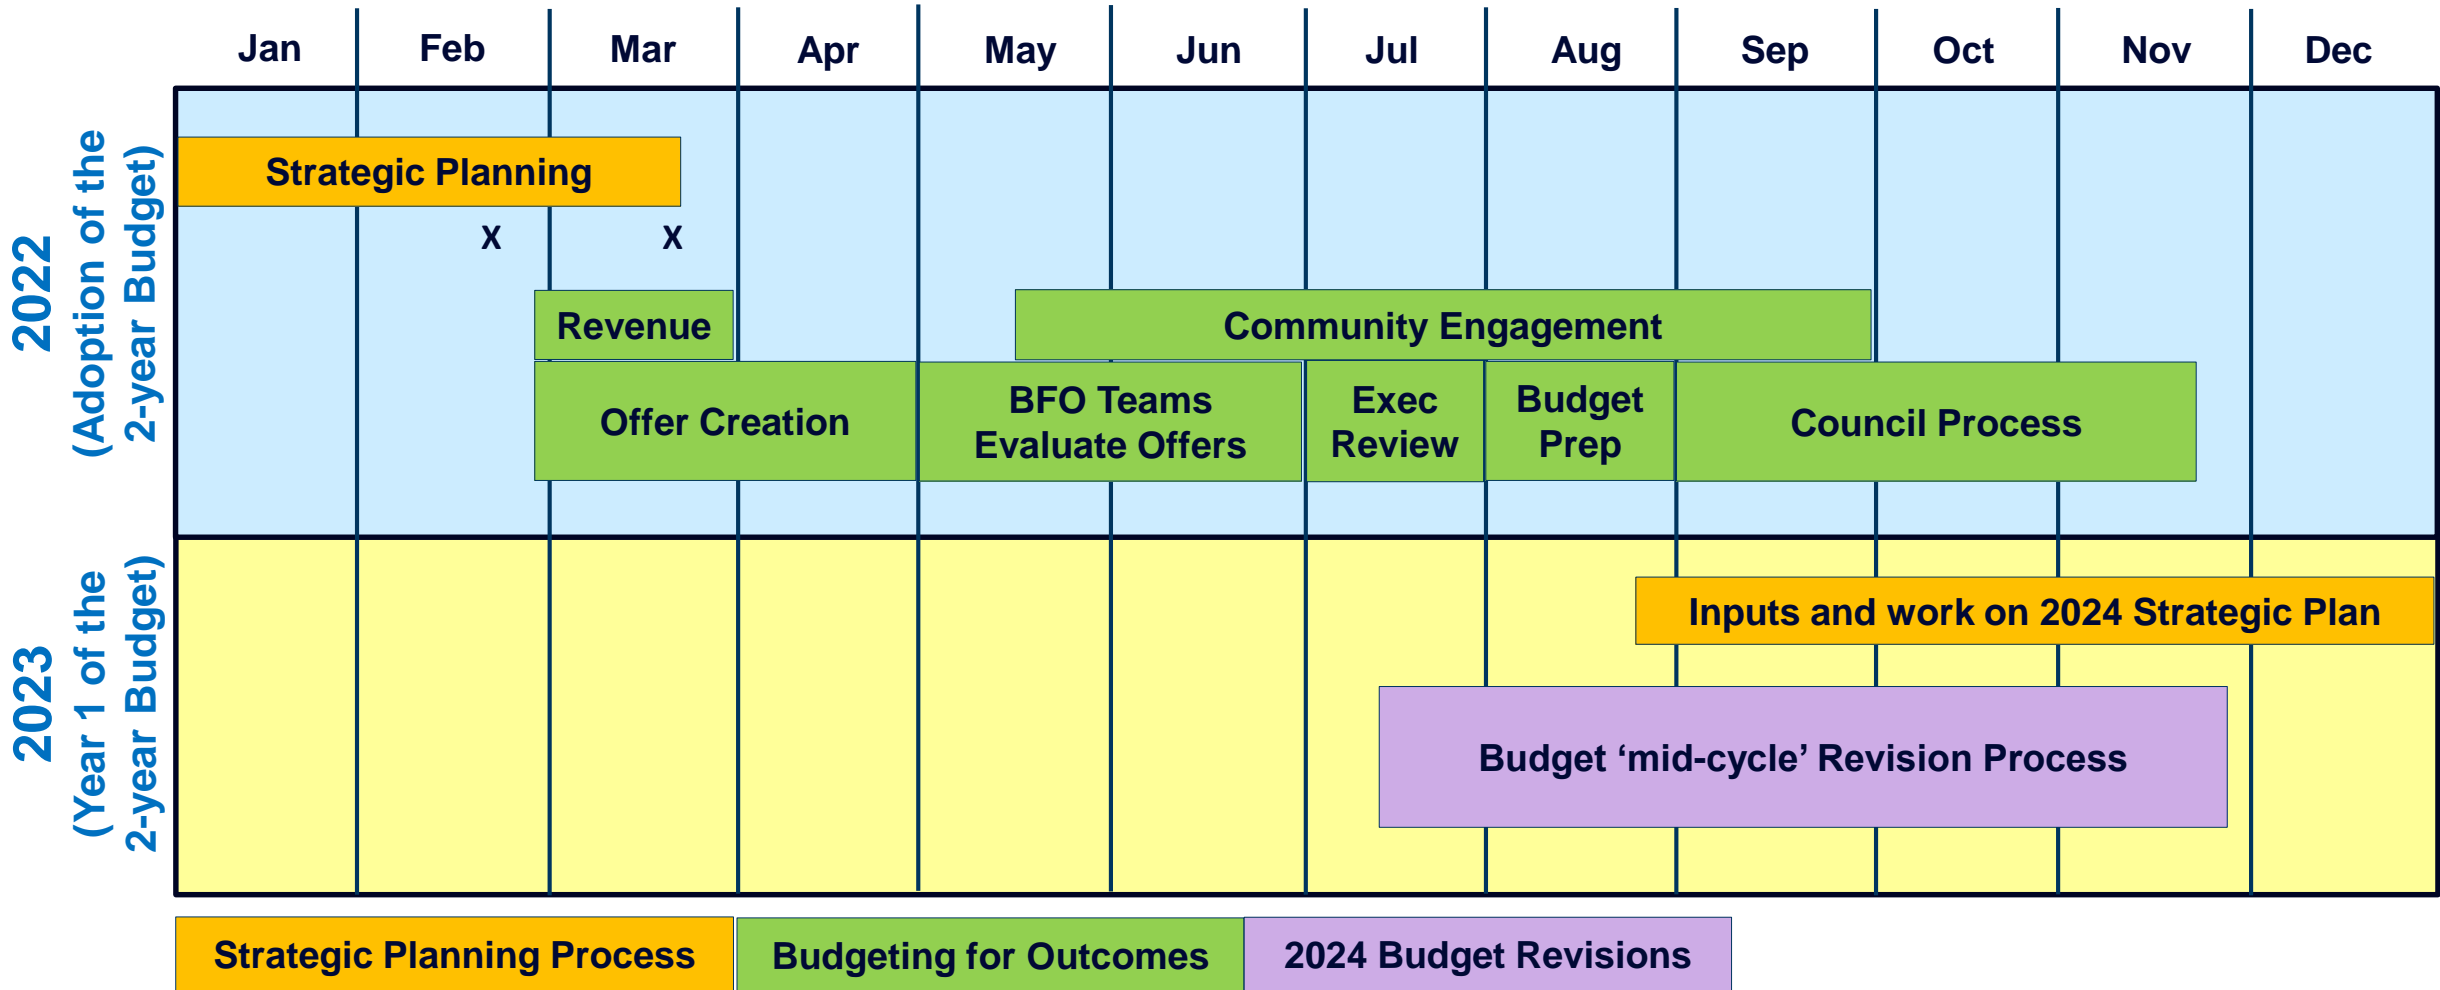 Jan Feb Mar Apr May Jun Jul Aug Sep Oct Nov Dec
2022
(Adoption of the
2-year Budget)
Strategic Planning
X X
Revenue
Community Engagement
Offer Creation
BFO Teams
Evaluate Offers
Exec
Review
Budget
Prep
Council Process
2023
(Year 1 of the
2-year Budget)
Inputs and work on 2024 Strategic Plan
Budget ‘mid-cycle’ Revision Process
Strategic Planning Process
Budgeting for Outcomes
2024 Budget Revisions